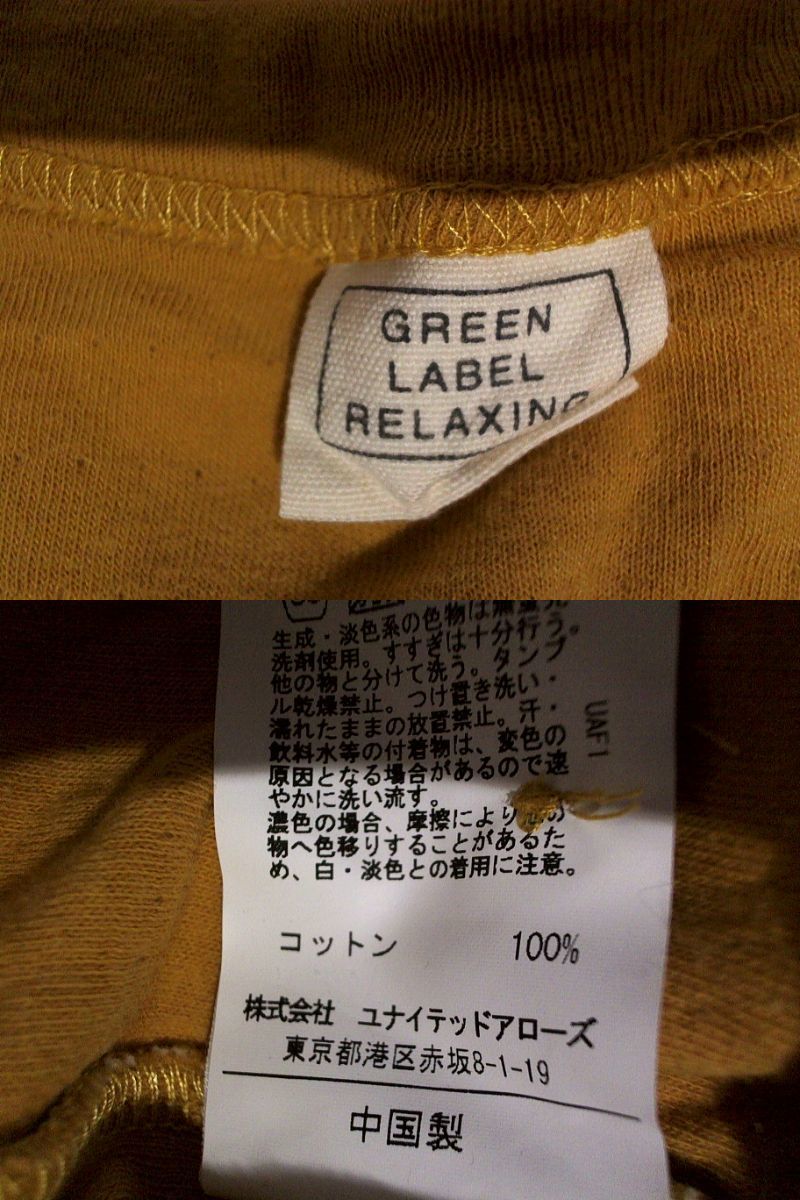 GREEN
LABEL
RELAXING
生成・淡色系の色物は無蛍光
洗剤使用。すすぎは十分行う。
他の物と分けて洗う。タンブ
ル乾燥禁止。つけ置き洗い・
濡れたままの放置禁止。汗・
飲料水等の付着物は、変色の
原因となる場合があるので速
やかに洗い流す。
濃色の場合、摩擦により他の
物へ色移りすることがあるた
め、白・淡色との着用に注意。
UAF1
コットン 100%
株式会社 ユナイテッドアローズ
東京都港区赤坂8-1-19
中国製